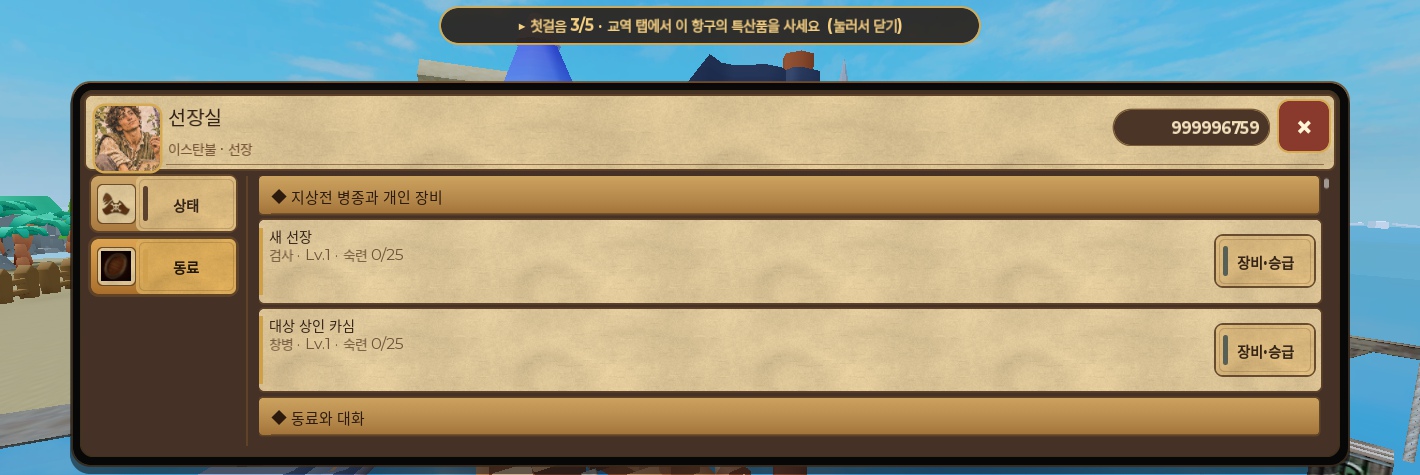 ▸ 첫걸음 3/5 · 교역 탭에서 이 항구의 특산품을 사세요 (눌러서 닫기)
선장실
이스탄불 · 선장
999996759
×
상태
동료
◆ 지상전 병종과 개인 장비
새 선장
검사 · Lv.1 · 숙련 0/25
장비·승급
대상 상인 카심
창병 · Lv.1 · 숙련 0/25
장비·승급
◆ 동료와 대화